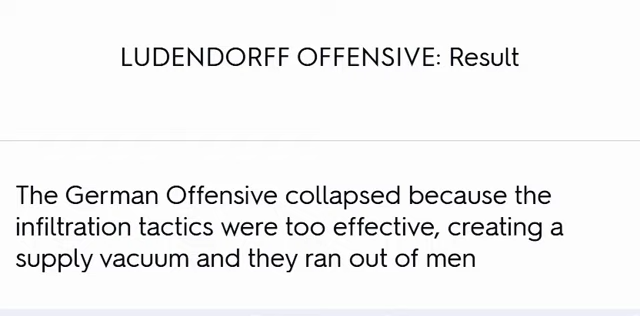 LUDENDORFF OFFENSIVE: Result
The German Offensive collapsed because the
infiltration tactics were too effective, creating a
supply vacuum and they ran out of men